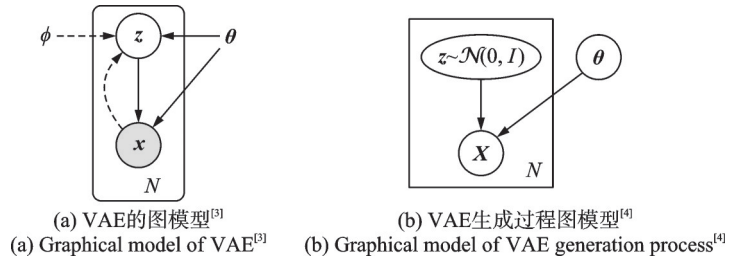 ϕ
z
θ
x
N
z~𝒩(0, I)
θ
X
N
(a) VAE的图模型[3]
(a) Graphical model of VAE[3]
(b) VAE生成过程图模型[4]
(b) Graphical model of VAE generation process[4]